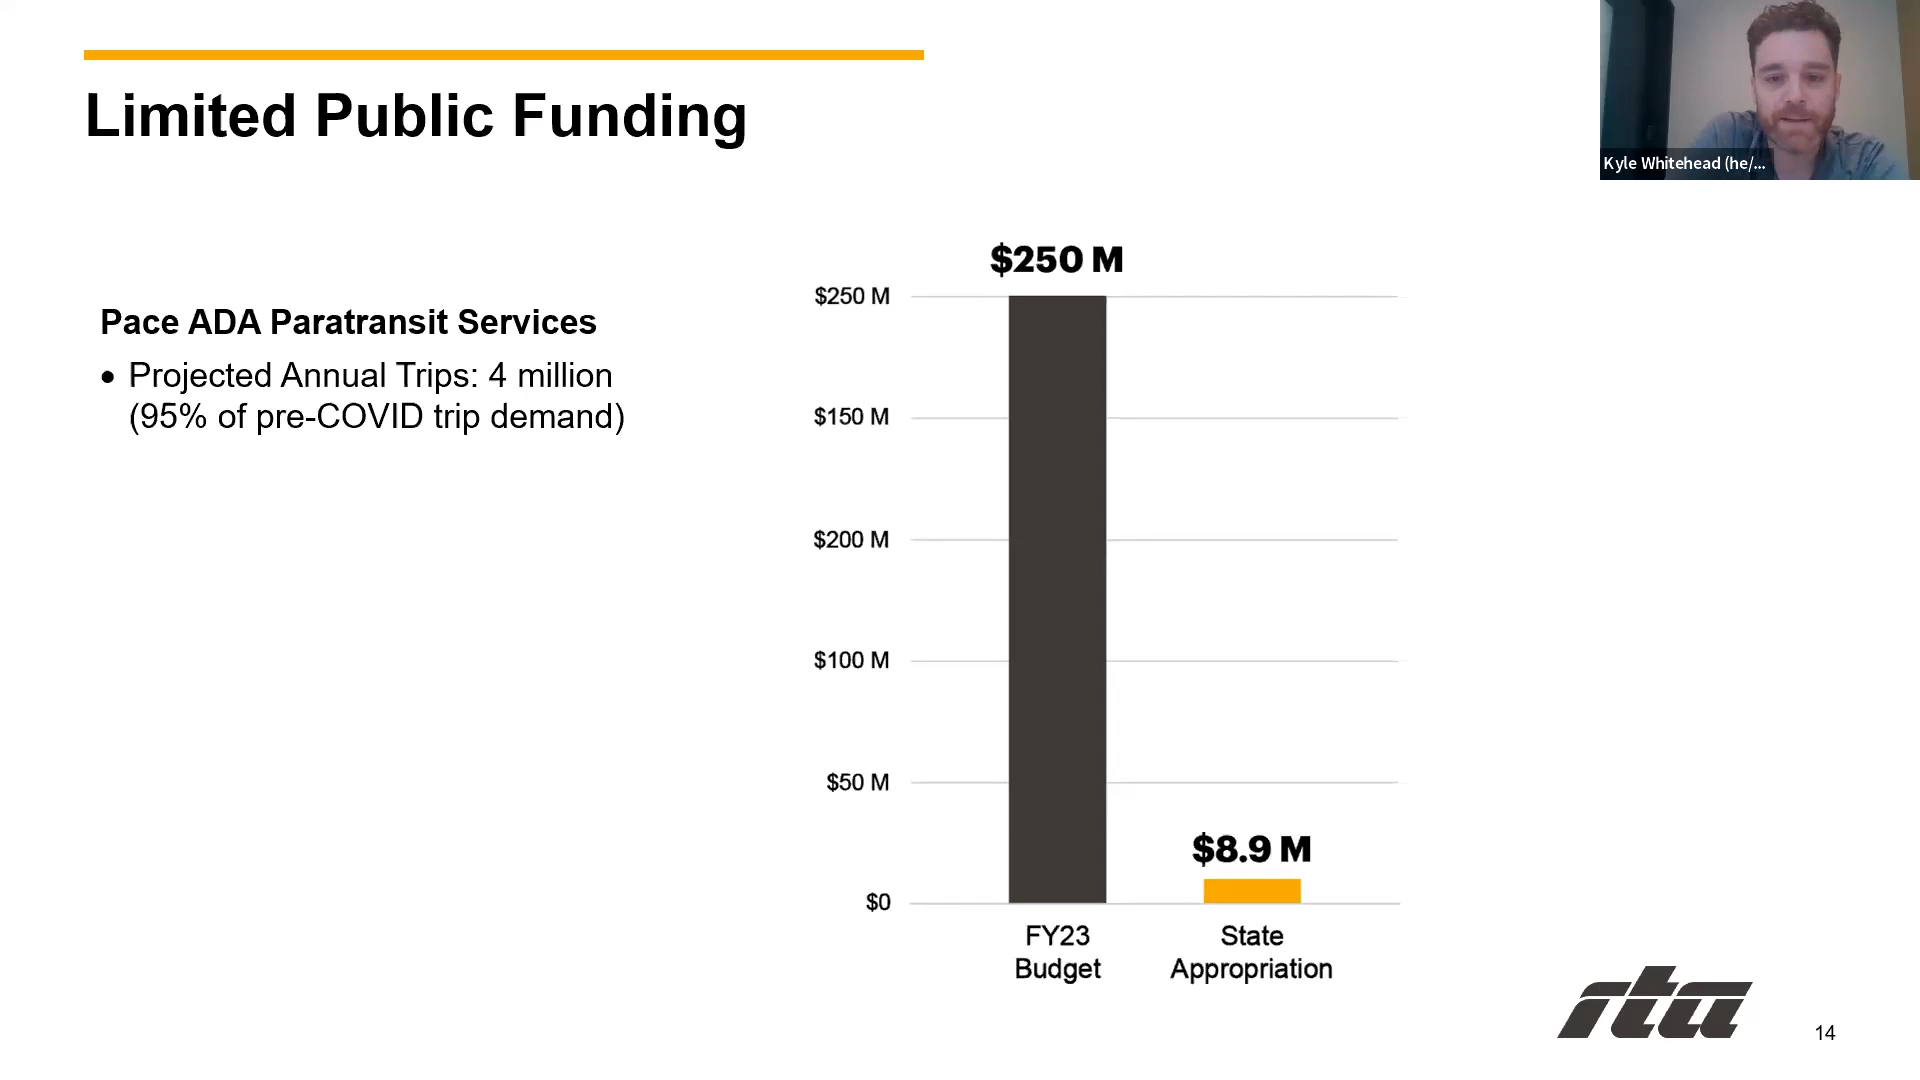 Limited Public Funding
Kyle Whitehead (he/...
Pace ADA Paratransit Services
• Projected Annual Trips: 4 million
(95% of pre-COVID trip demand)
$250 M
$250 M
$150 M
$200 M
$100 M
$50 M
$8.9 M
$0
FY23
Budget
State
Appropriation
rta
14